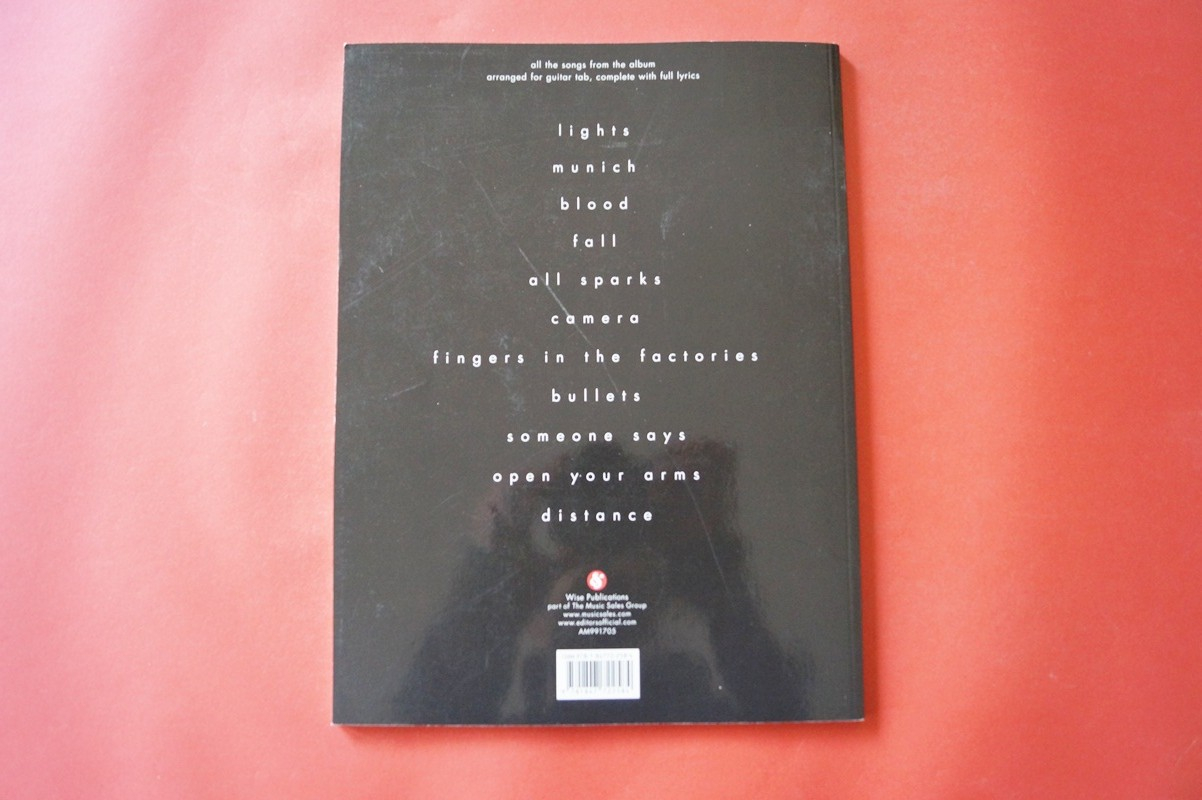 all the songs from the album
arranged for guitar tab, complete with full lyrics
lights
munich
blood
fall
all sparks
camera
fingers in the factories
bullets
someone says
open your arms
distance
Wise Publications
part of The Music Sales Group
www.musicsales.com
www.editorsofficial.com
AM991705